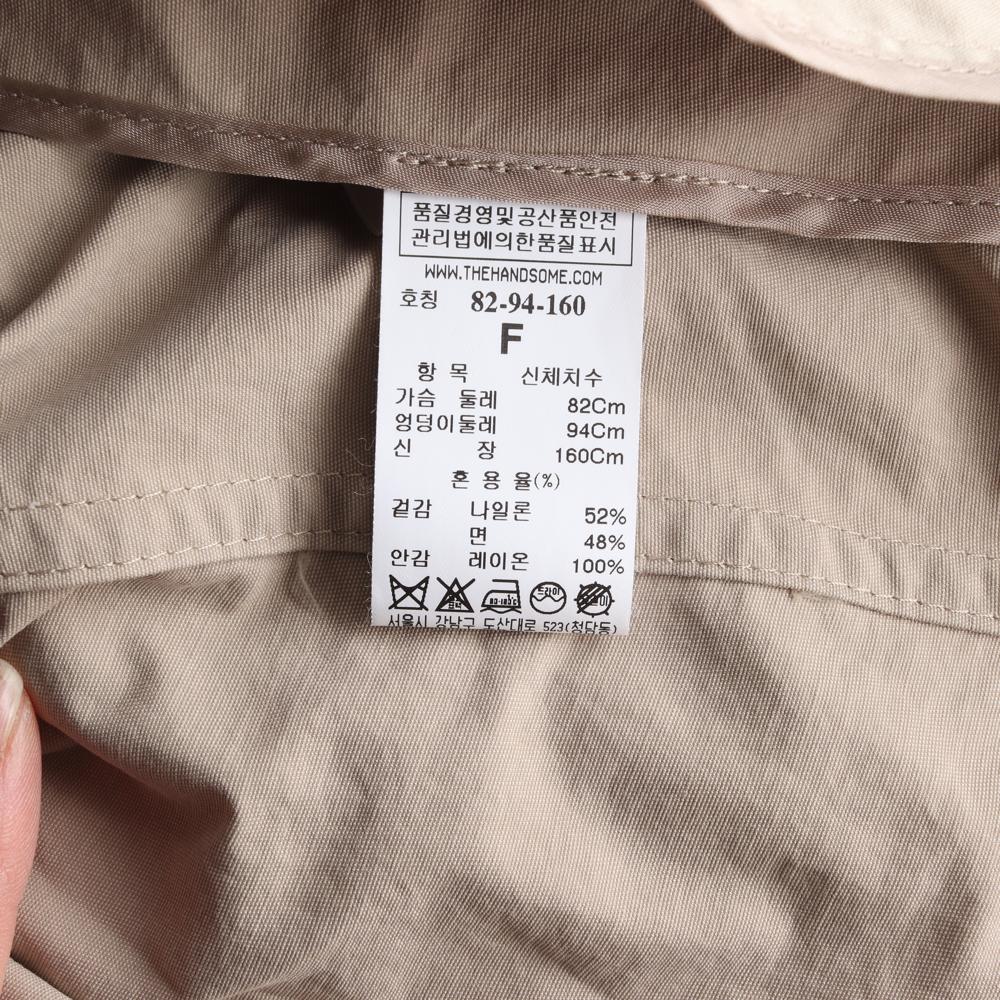 품질경영및공산품안전
관리법에의한품질표시
WWW.THEHANDSOME.COM
호칭 82-94-160
F
항 목 신체치수
가슴 둘레 82Cm
엉덩이둘레 94Cm
신 장 160Cm
혼 용 율(%)
겉감 나일론 52%
면 48%
안감 레이온 100%
드라이
서울시 강남구 도산대로 523(청담동)